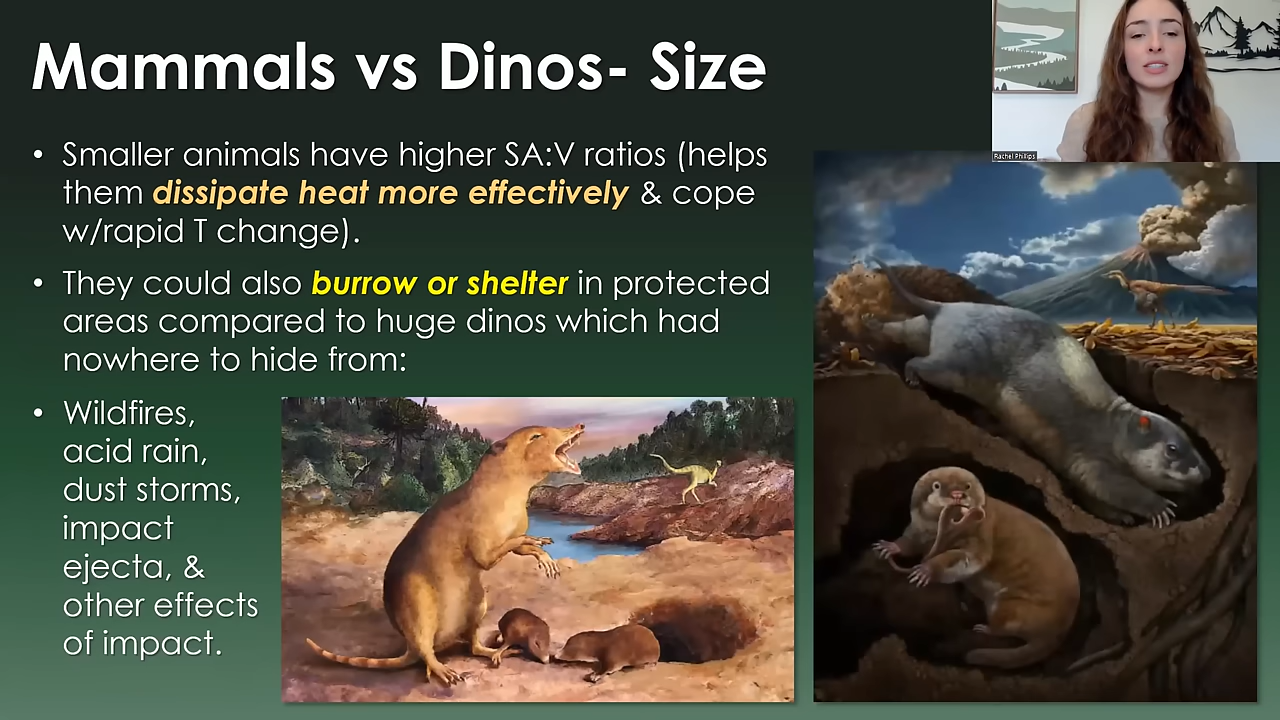 Mammals vs Dinos- Size
• Smaller animals have higher SA:V ratios (helps
them dissipate heat more effectively & cope
w/rapid T change).
• They could also burrow or shelter in protected
areas compared to huge dinos which had
nowhere to hide from:
• Wildfires,
acid rain,
dust storms,
impact
ejecta, &
other effects
of impact.
Rachel Phillips